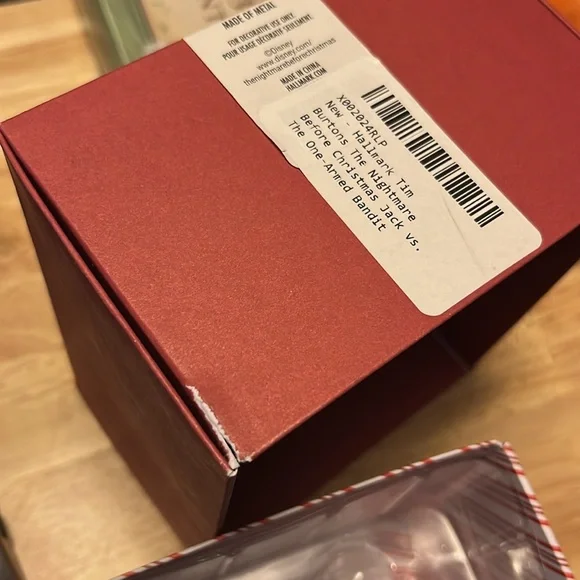 MADE OF METAL
FOR DECORATIVE USE ONLY.
POUR USAGE DÉCORATIF SEULEMENT.
©Disney
www.disney.com/
thenightmarebeforechristmas
MADE IN CHINA
HALLMARK.COM
X002024RLP
New - Hallmark Tim
Burtons The Nightmare
Before Christmas Jack vs.
The One-Armed Bandit